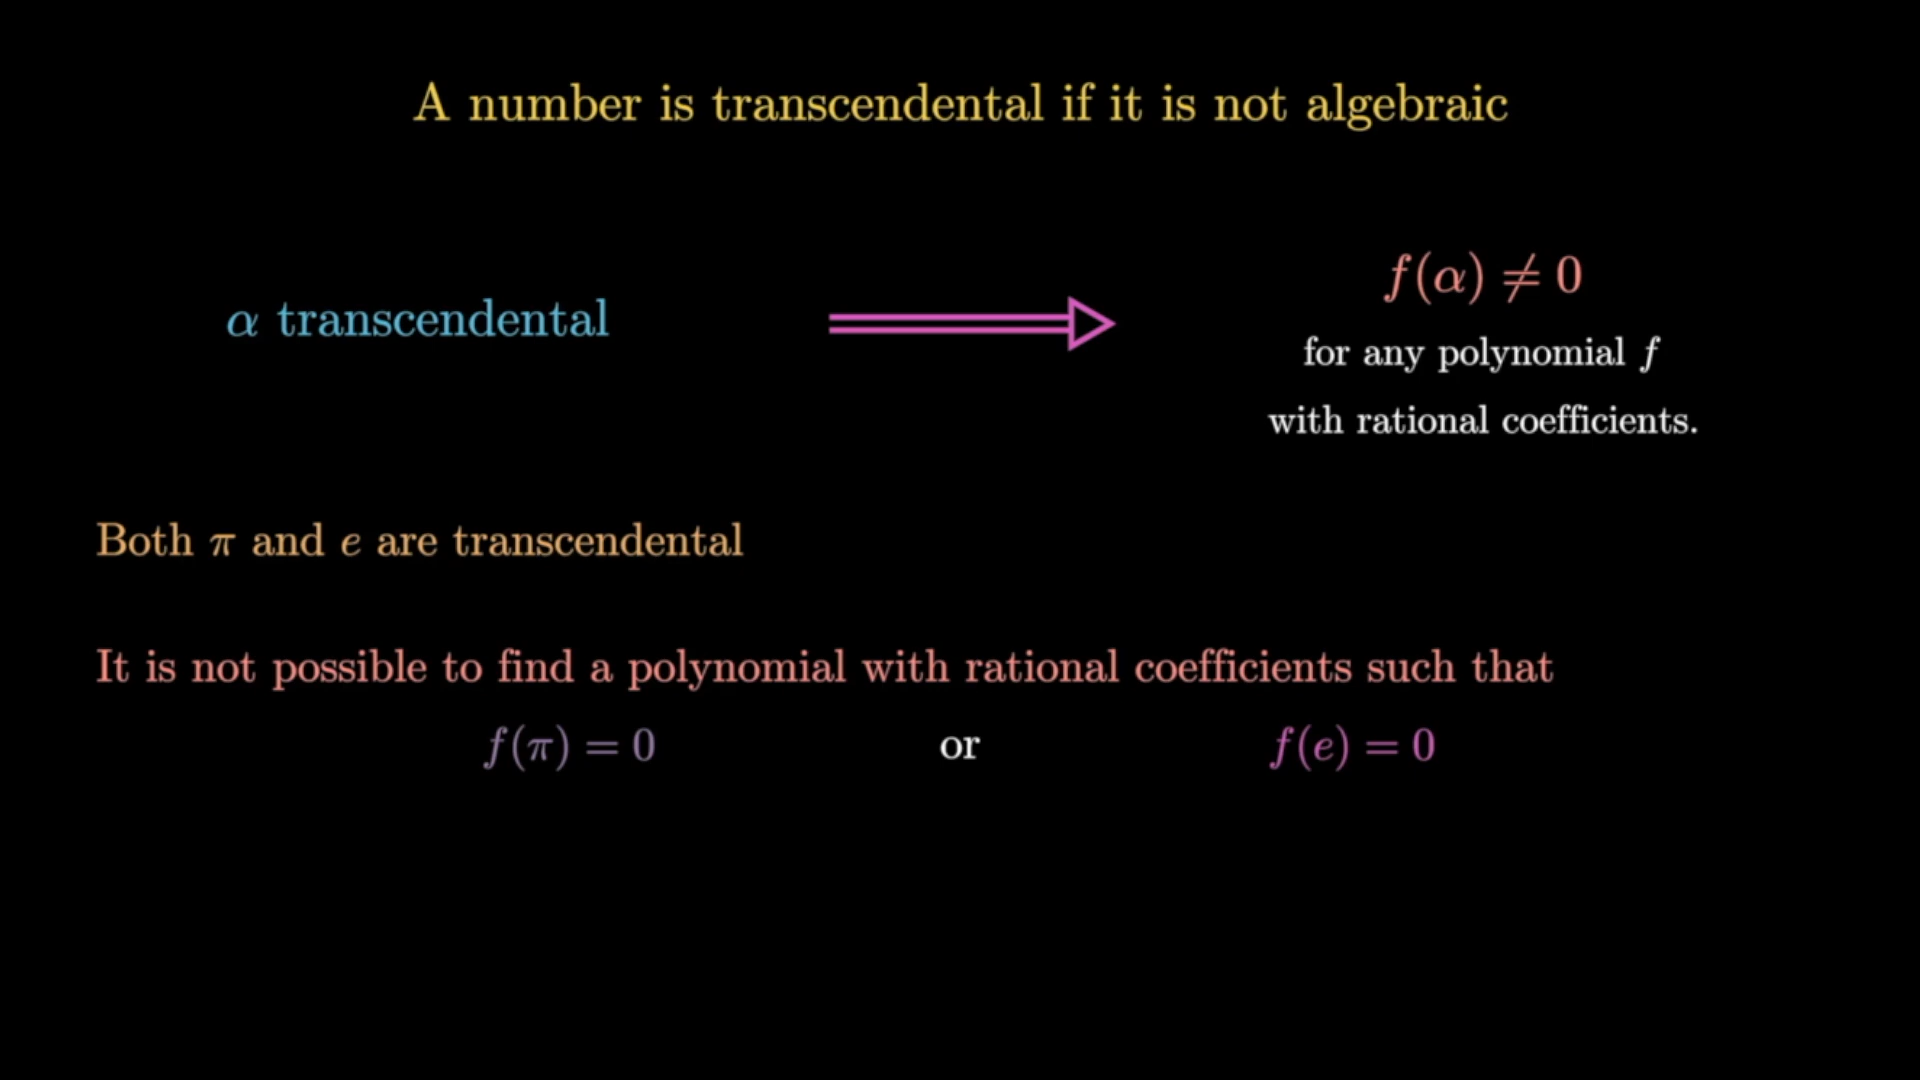 A number is transcendental if it is not algebraic
α transcendental
f(α) ≠ 0
for any polynomial f
with rational coefficients.
Both π and e are transcendental
It is not possible to find a polynomial with rational coefficients such that
f(π) = 0 or f(e) = 0